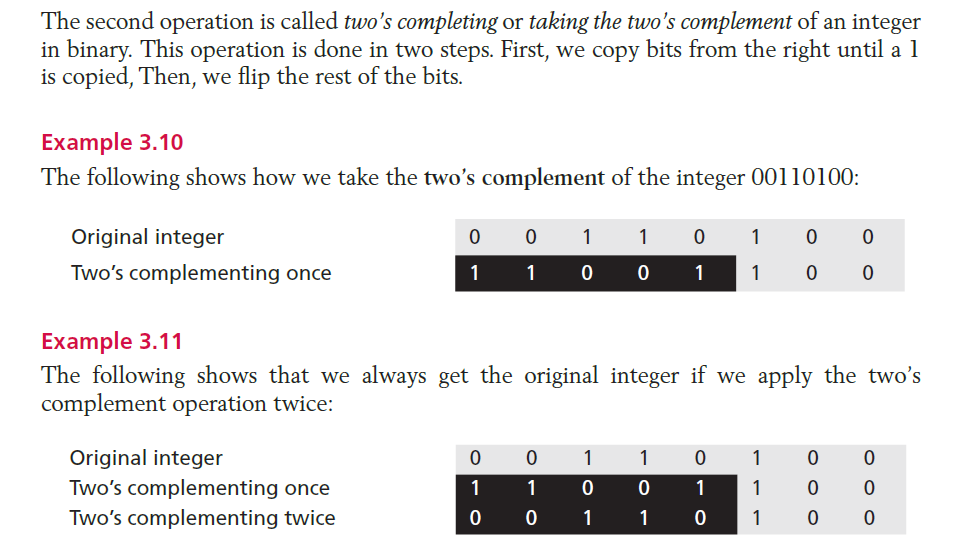 The second operation is called two's completing or taking the two's complement of an integer
in binary. This operation is done in two steps. First, we copy bits from the right until a 1
is copied, Then, we flip the rest of the bits.
Example 3.10
The following shows how we take the two's complement of the integer 00110100:
Original integer 0 0 1 1 0 1 0 0
Two's complementing once 1 1 0 0 1 1 0 0
Example 3.11
The following shows that we always get the original integer if we apply the two's
complement operation twice:
Original integer 0 0 1 1 0 1 0 0
Two's complementing once 1 1 0 0 1 1 0 0
Two's complementing twice 0 0 1 1 0 1 0 0